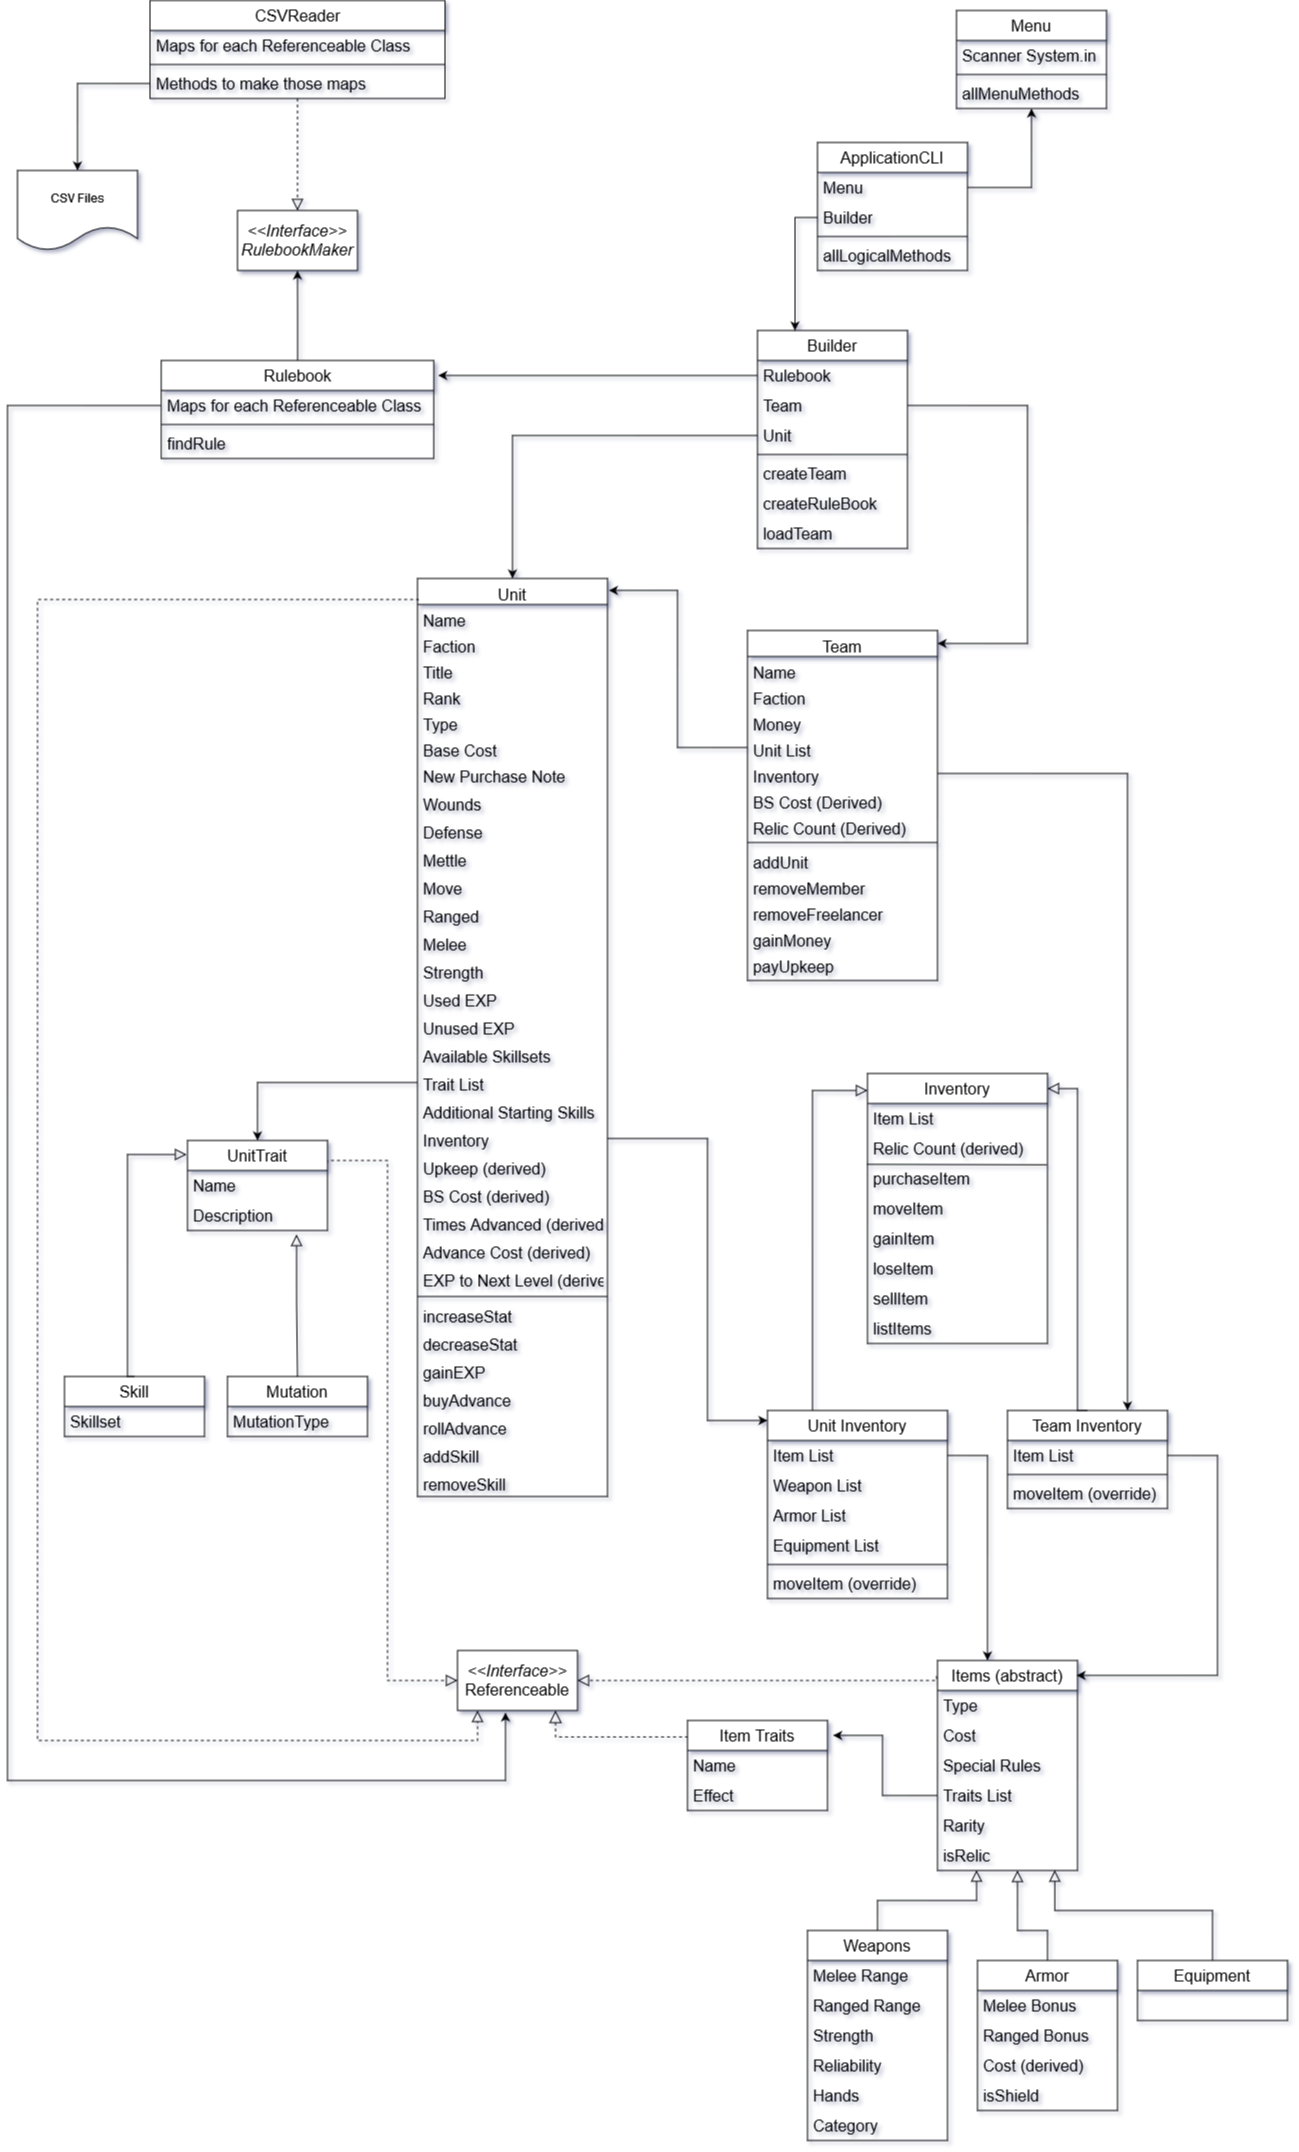 CSVReader
Maps for each Referenceable Class
Methods to make those maps
CSV Files
<<Interface>>
RulebookMaker
Menu
Scanner System.in
allMenuMethods
ApplicationCLI
Menu
Builder
allLogicalMethods
Rulebook
Maps for each Referenceable Class
findRule
Builder
Rulebook
Team
Unit
createTeam
createRuleBook
loadTeam
Unit
Name
Faction
Title
Rank
Type
Base Cost
New Purchase Note
Wounds
Defense
Mettle
Move
Ranged
Melee
Strength
Used EXP
Unused EXP
Available Skillsets
Trait List
Additional Starting Skills
Inventory
Upkeep (derived)
BS Cost (derived)
Times Advanced (derived
Advance Cost (derived)
EXP to Next Level (derive
increaseStat
decreaseStat
gainEXP
buyAdvance
rollAdvance
addSkill
removeSkill
Team
Name
Faction
Money
Unit List
Inventory
BS Cost (Derived)
Relic Count (Derived)
addUnit
removeMember
removeFreelancer
gainMoney
payUpkeep
UnitTrait
Name
Description
Skill
Skillset
Mutation
MutationType
Inventory
Item List
Relic Count (derived)
purchaseItem
moveItem
gainItem
loseItem
sellItem
listItems
Unit Inventory
Item List
Weapon List
Armor List
Equipment List
moveItem (override)
Team Inventory
Item List
moveItem (override)
<<Interface>>
Referenceable
Item Traits
Name
Effect
Items (abstract)
Type
Cost
Special Rules
Traits List
Rarity
isRelic
Weapons
Melee Range
Ranged Range
Strength
Reliability
Hands
Category
Armor
Melee Bonus
Ranged Bonus
Cost (derived)
isShield
Equipment